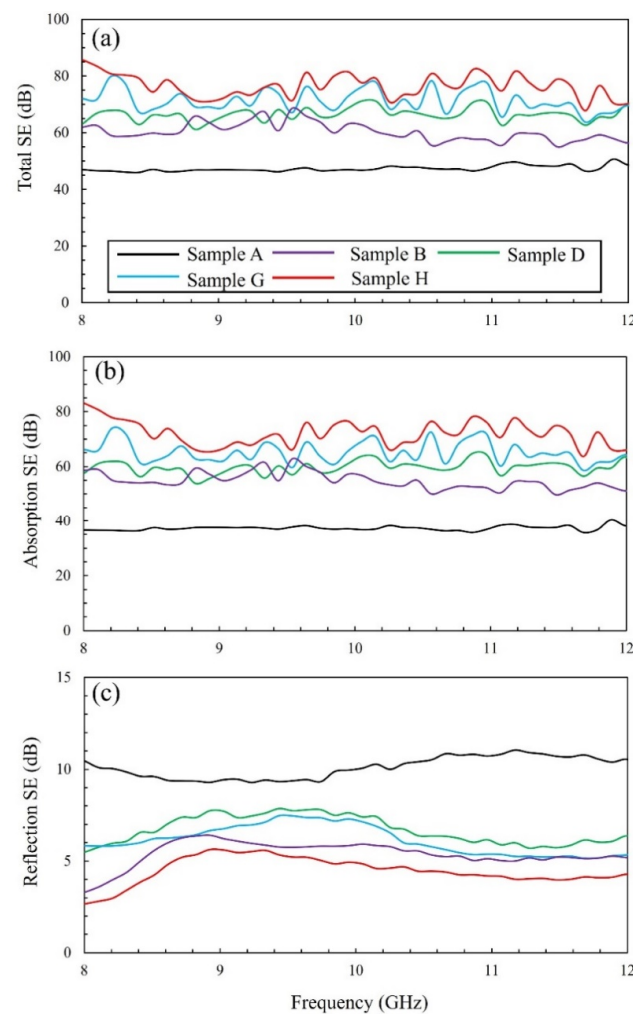 (a)
Total SE (dB)
100
80
60
40
20
0
Sample A
Sample B
Sample D
Sample G
Sample H
8
9
10
11
12
(b)
Absorption SE (dB)
100
80
60
40
20
0
8
9
10
11
12
(c)
Reflection SE (dB)
15
10
5
0
8
9
10
11
12
Frequency (GHz)